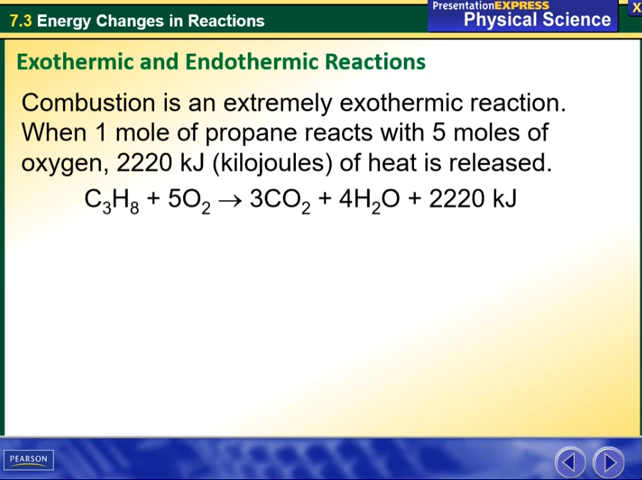 PresentationEXPRESS
7.3 Energy Changes in Reactions
Physical Science
X
Exothermic and Endothermic Reactions
Combustion is an extremely exothermic reaction.
When 1 mole of propane reacts with 5 moles of
oxygen, 2220 kJ (kilojoules) of heat is released.
C₃H₈ + 5O₂ → 3CO₂ + 4H₂O + 2220 kJ
PEARSON